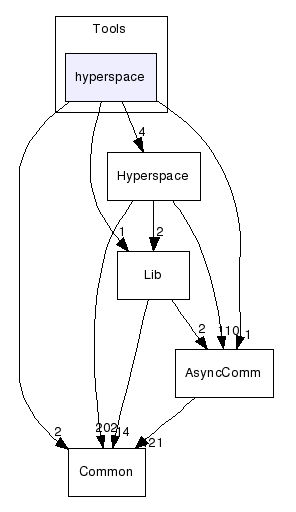 Tools
hyperspace
4
Hyperspace
1
2
Lib
2
110
1
AsyncComm
2
202
14
21
Common